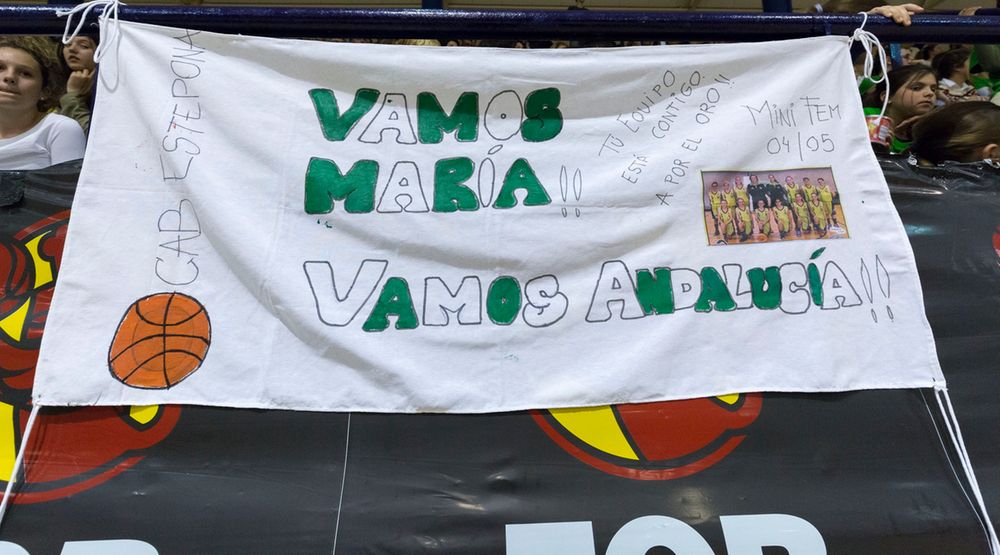 CAB ESTEPONA
VAMOS
MARÍA!!
TU EQUIPO
ESTÁ CONTIGO.
A POR EL ORO!!
MINI FEM
04/05
VAMOS ANDALUCÍA!!